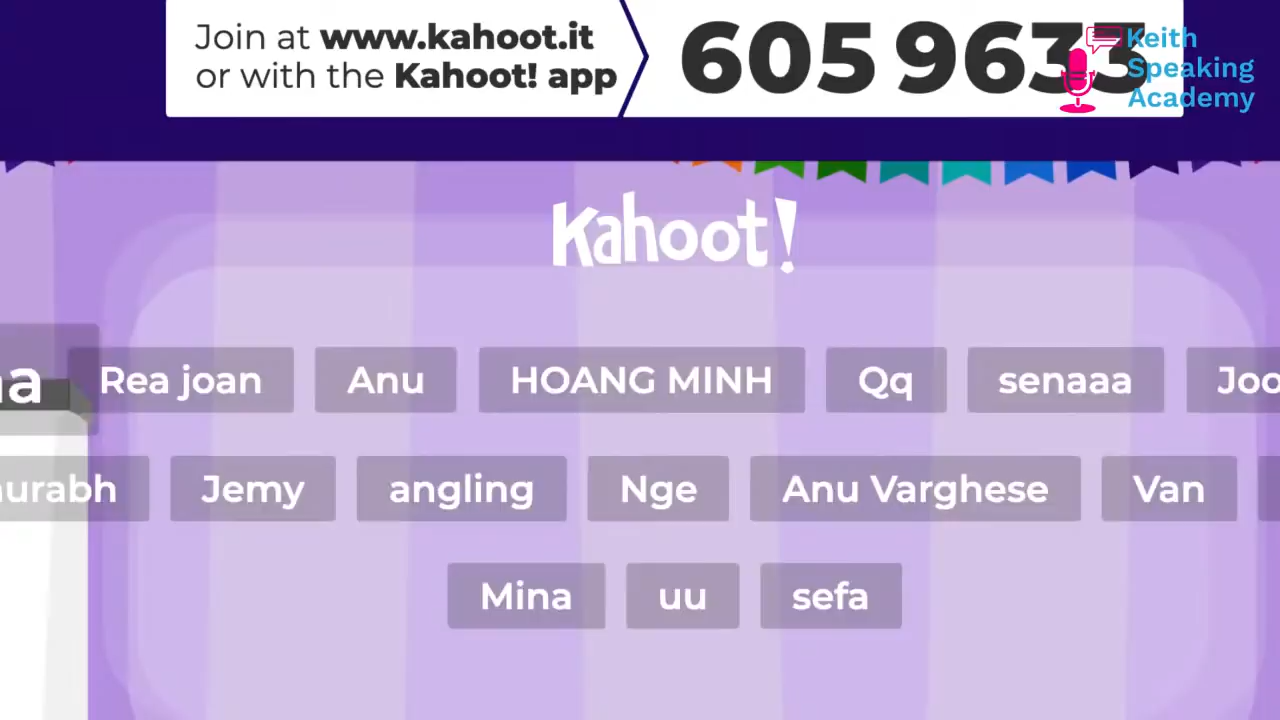 Join at www.kahoot.it
or with the Kahoot! app
605 9633
Keith
Speaking
Academy
Kahoot!
Rea joan Anu HOANG MINH Qq senaaa
Jemy angling Nge Anu Varghese Van
Mina uu sefa